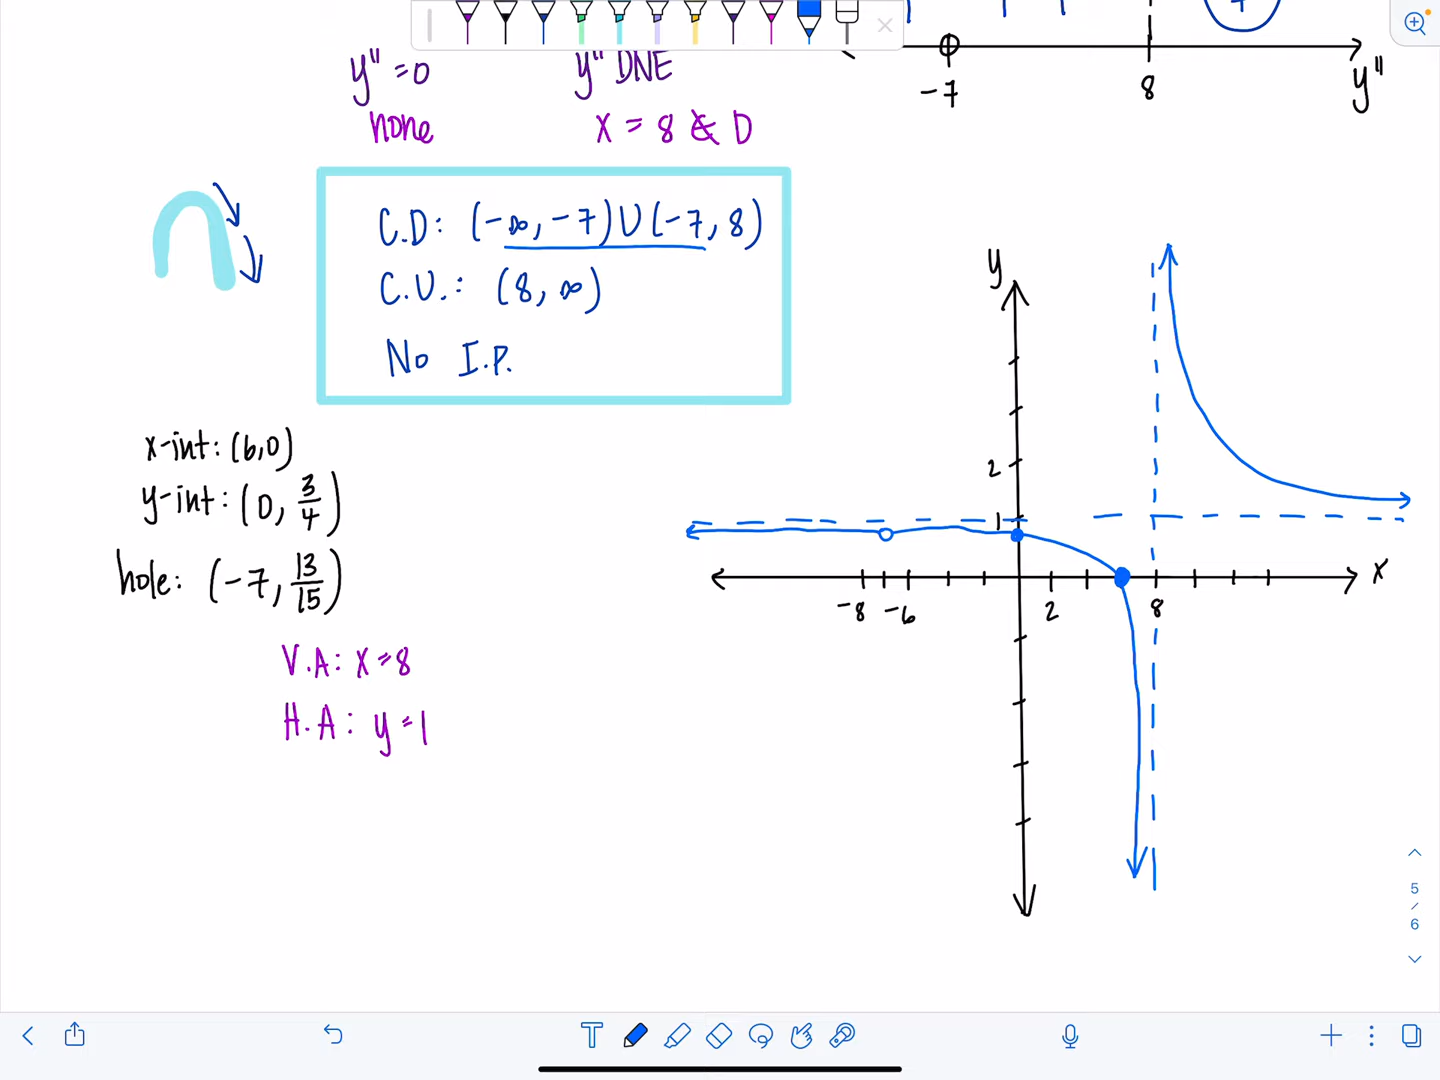 y'' = 0
y'' DNE
none
x = 8 ∉ D
-7
8
y''
C.D: (-∞, -7) U (-7, 8)
C.U.: (8, ∞)
No I.P.
x-int: (6,0)
y-int: (0, 3/4)
hole: (-7, 13/15)
V.A: x=8
H.A: y=1
y
2
1
x
-8
-6
2
8
5
/
6
T